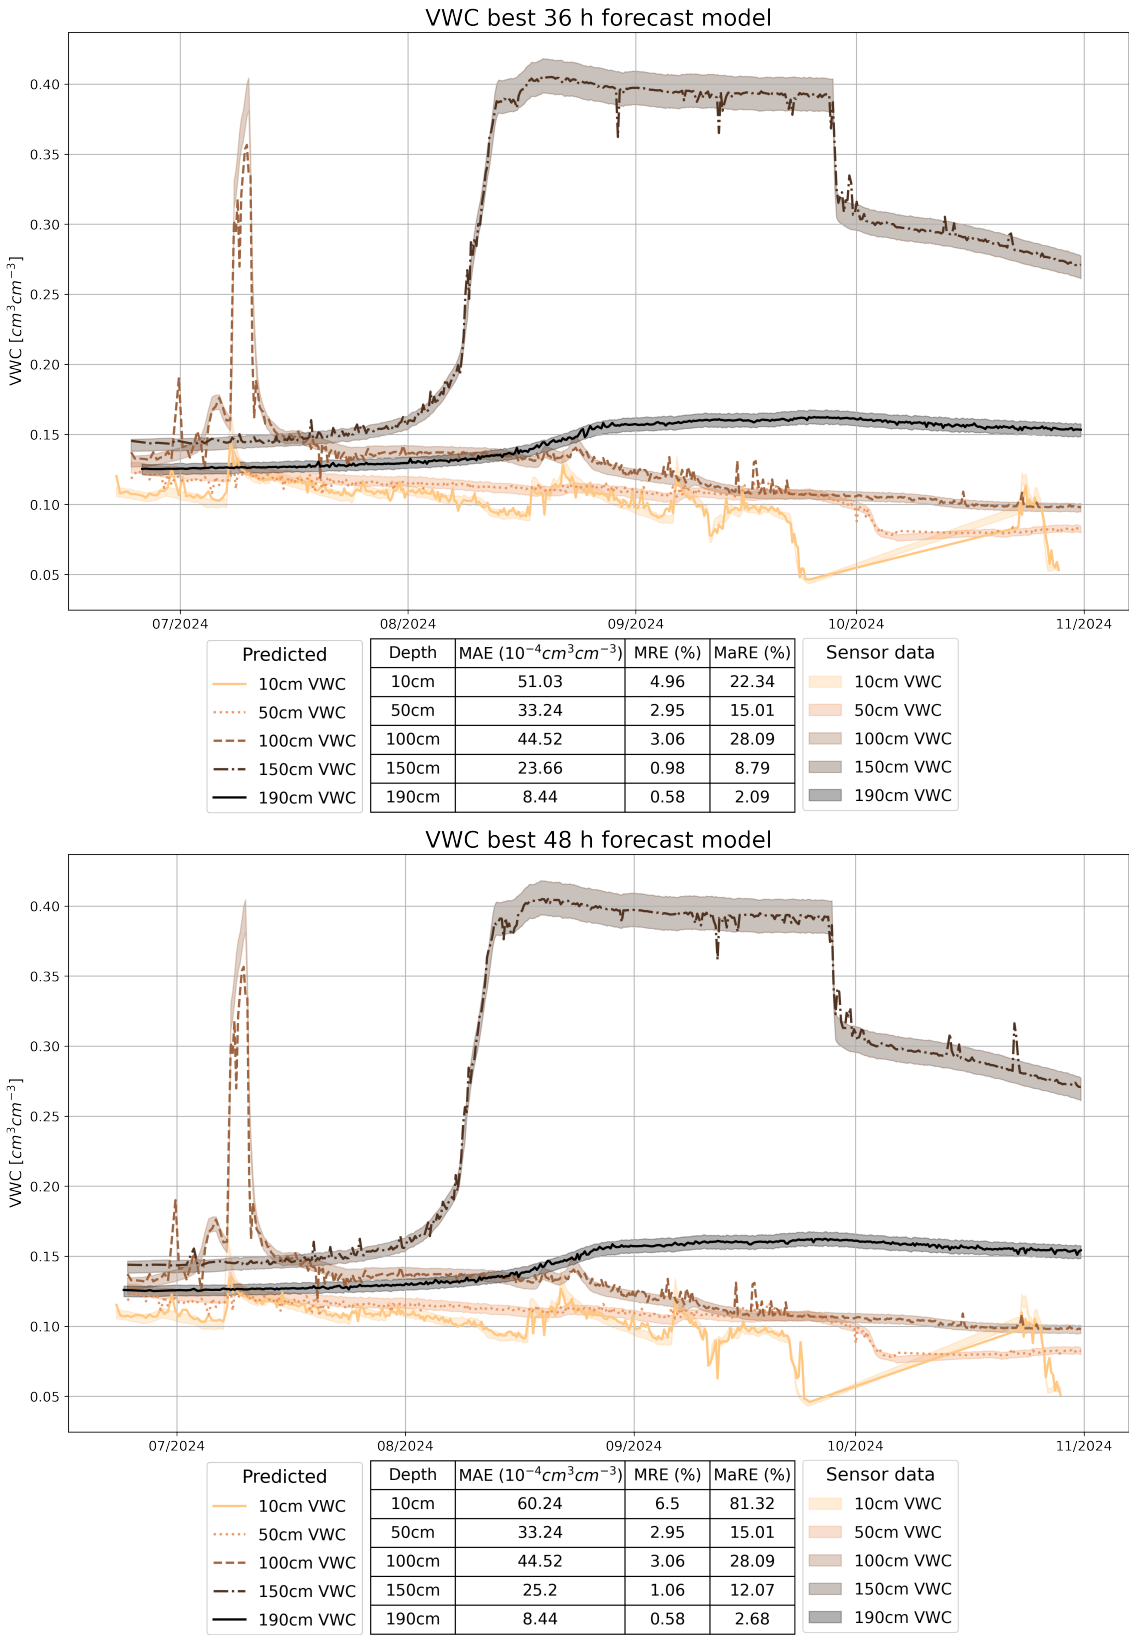 VWC best 36 h forecast model
VWC [cm³cm⁻³]
0.40
0.35
0.30
0.25
0.20
0.15
0.10
0.05
07/2024 08/2024 09/2024 10/2024 11/2024
Predicted
10cm VWC
50cm VWC
100cm VWC
150cm VWC
190cm VWC
Depth MAE (10⁻⁴cm³cm⁻³) MRE (%) MaRE (%)
10cm 51.03 4.96 22.34
50cm 33.24 2.95 15.01
100cm 44.52 3.06 28.09
150cm 23.66 0.98 8.79
190cm 8.44 0.58 2.09
Sensor data
10cm VWC
50cm VWC
100cm VWC
150cm VWC
190cm VWC
VWC best 48 h forecast model
VWC [cm³cm⁻³]
0.40
0.35
0.30
0.25
0.20
0.15
0.10
0.05
07/2024 08/2024 09/2024 10/2024 11/2024
Predicted
10cm VWC
50cm VWC
100cm VWC
150cm VWC
190cm VWC
Depth MAE (10⁻⁴cm³cm⁻³) MRE (%) MaRE (%)
10cm 60.24 6.5 81.32
50cm 33.24 2.95 15.01
100cm 44.52 3.06 28.09
150cm 25.2 1.06 12.07
190cm 8.44 0.58 2.68
Sensor data
10cm VWC
50cm VWC
100cm VWC
150cm VWC
190cm VWC